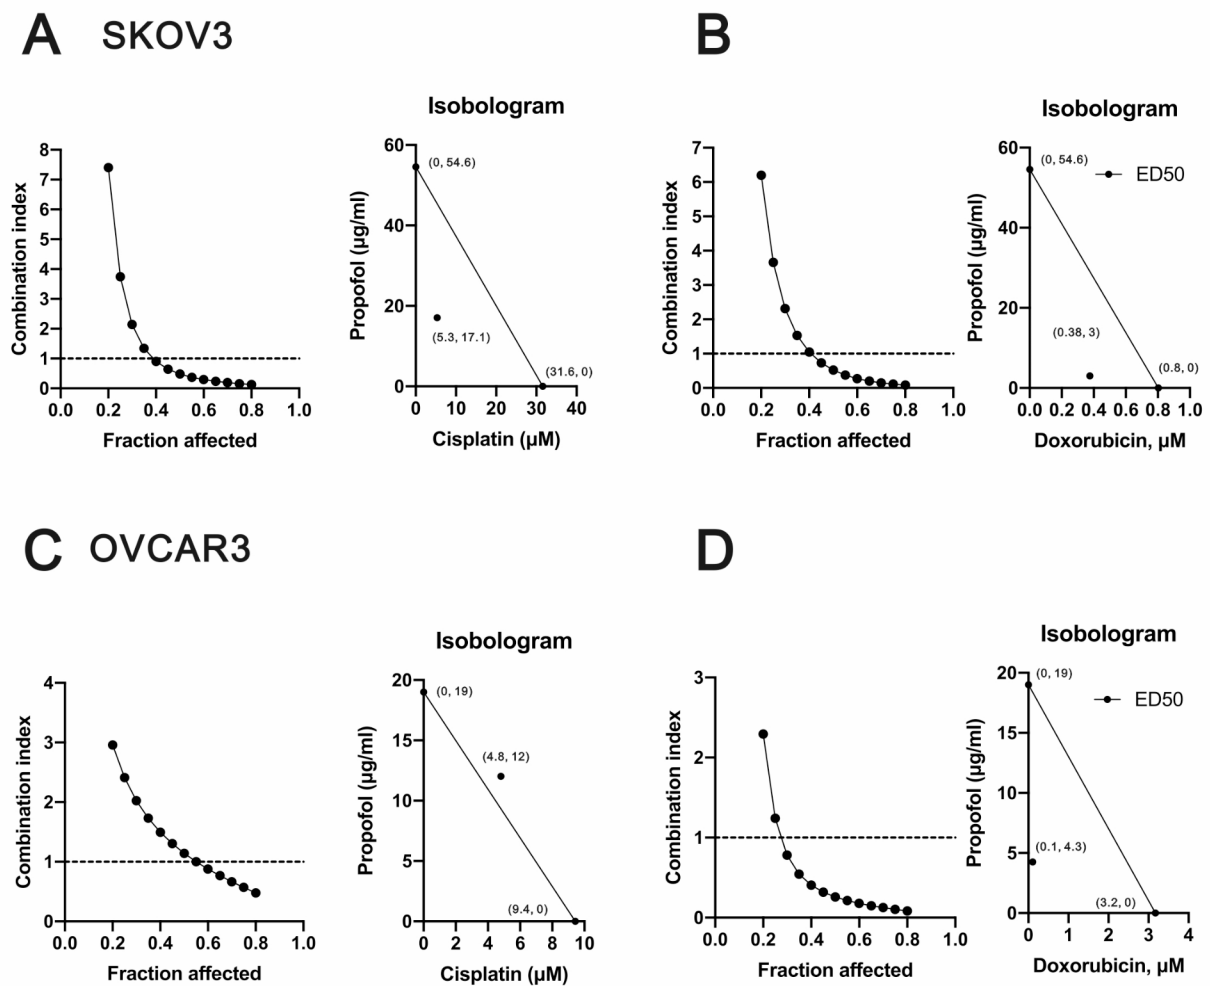 A SKOV3
8
7
6
5
4
3
2
1
0
Combination index
0.0 0.2 0.4 0.6 0.8 1.0
Fraction affected
Isobologram
60
40
20
0
Propofol (μg/ml)
(0, 54.6)
(5.3, 17.1)
(31.6, 0)
0 10 20 30 40
Cisplatin (μM)
B
7
6
5
4
3
2
1
0
Combination index
0.0 0.2 0.4 0.6 0.8 1.0
Fraction affected
Isobologram
60
40
20
0
Propofol (μg/ml)
(0, 54.6)
ED50
(0.38, 3)
(0.8, 0)
0 0.2 0.4 0.6 0.8 1.0
Doxorubicin, μM
C OVCAR3
4
3
2
1
0
Combination index
0.0 0.2 0.4 0.6 0.8 1.0
Fraction affected
Isobologram
20
15
10
5
0
Propofol (μg/ml)
(0, 19)
(4.8, 12)
(9.4, 0)
0 2 4 6 8 10
Cisplatin (μM)
D
3
2
1
0
Combination index
0.0 0.2 0.4 0.6 0.8 1.0
Fraction affected
Isobologram
20
15
10
5
0
Propofol (μg/ml)
(0, 19)
ED50
(0.1, 4.3)
(3.2, 0)
0 1 2 3 4
Doxorubicin, μM